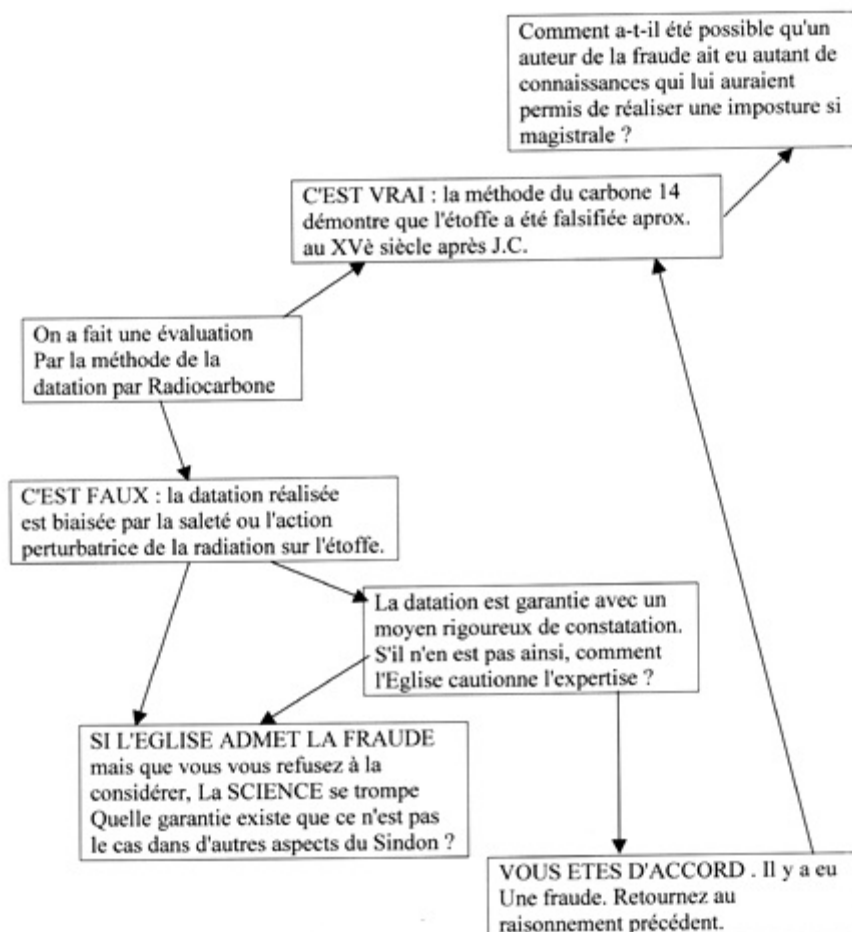 Comment a-t-il été possible qu'un
auteur de la fraude ait eu autant de
connaissances qui lui auraient
permis de réaliser une imposture si
magistrale ?
C'EST VRAI : la méthode du carbone 14
démontre que l'étoffe a été falsifiée aprox.
au XVè siècle après J.C.
On a fait une évaluation
Par la méthode de la
datation par Radiocarbone
C'EST FAUX : la datation réalisée
est biaisée par la saleté ou l'action
perturbatrice de la radiation sur l'étoffe.
La datation est garantie avec un
moyen rigoureux de constatation.
S'il n'en est pas ainsi, comment
l'Eglise cautionne l'expertise ?
SI L'EGLISE ADMET LA FRAUDE
mais que vous vous refusez à la
considérer, La SCIENCE se trompe
Quelle garantie existe que ce n'est pas
le cas dans d'autres aspects du Sindon ?
VOUS ETES D'ACCORD . Il y a eu
Une fraude. Retournez au
raisonnement précédent.